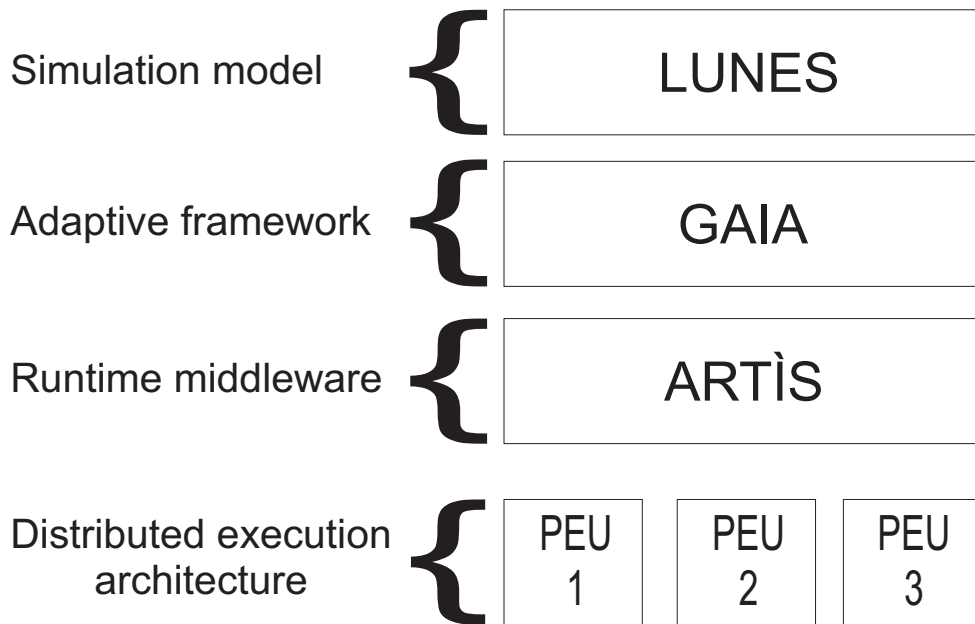 Simulation model
LUNES
Adaptive framework
GAIA
Runtime middleware
ARTÌS
Distributed execution
architecture
PEU
1
PEU
2
PEU
3